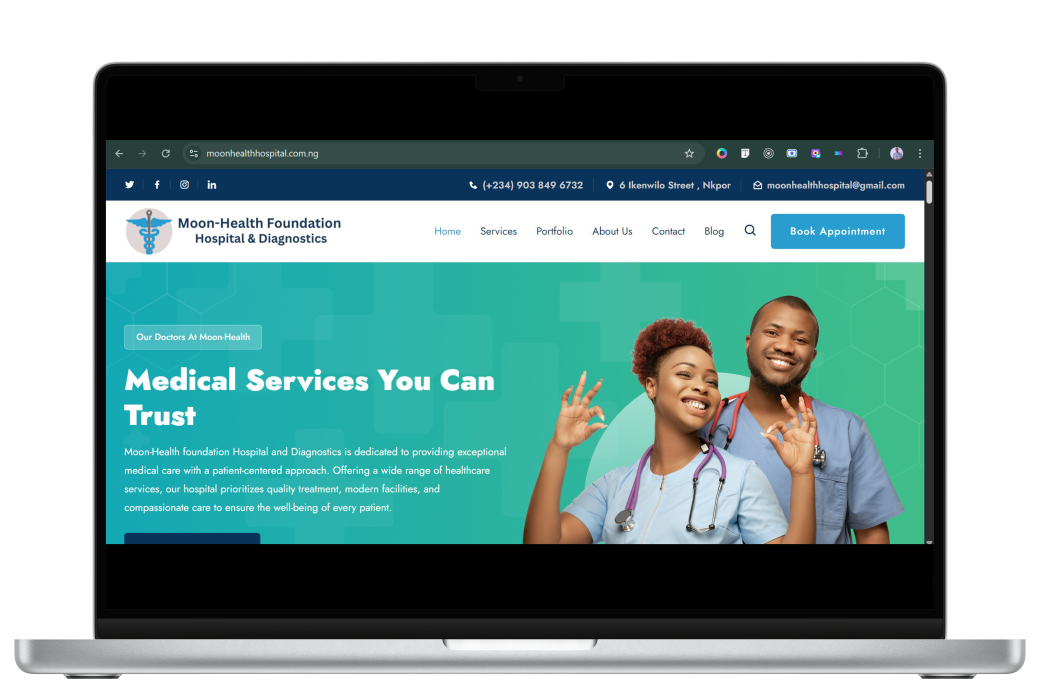 moonhealthhospital.com.ng
(+234) 903 849 6732
6 Ikenwilo Street , Nkpor
moonhealthhospital@gmail.com
Moon-Health Foundation
Hospital & Diagnostics
Home
Services
Portfolio
About Us
Contact
Blog
Book Appointment
Our Doctors At Moon-Health
Medical Services You Can
Trust
Moon-Health foundation Hospital and Diagnostics is dedicated to providing exceptional
medical care with a patient-centered approach. Offering a wide range of healthcare
services, our hospital prioritizes quality treatment, modern facilities, and
compassionate care to ensure the well-being of every patient.